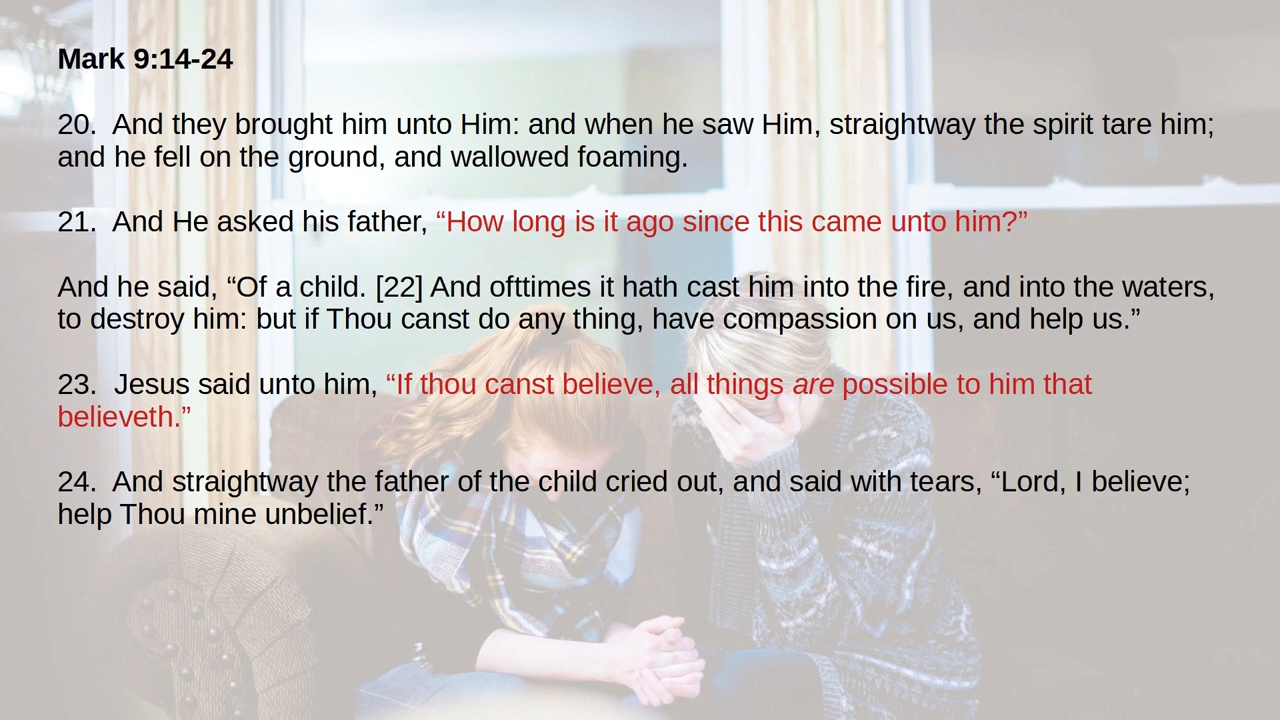 Mark 9:14-24
20.  And they brought him unto Him: and when he saw Him, straightway the spirit tare him;
and he fell on the ground, and wallowed foaming.
21.  And He asked his father, “How long is it ago since this came unto him?”
And he said, “Of a child. [22] And ofttimes it hath cast him into the fire, and into the waters,
to destroy him: but if Thou canst do any thing, have compassion on us, and help us.”
23.  Jesus said unto him, “If thou canst believe, all things are possible to him that
believeth.”
24.  And straightway the father of the child cried out, and said with tears, “Lord, I believe;
help Thou mine unbelief.”